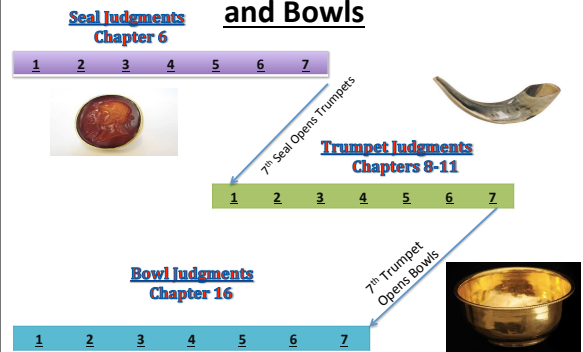 and Bowls
Seal Judgments
Chapter 6
1 2 3 4 5 6 7
7th Seal Opens Trumpets
Trumpet Judgments
Chapters 8-11
1 2 3 4 5 6 7
7th Trumpet
Opens Bowls
Bowl Judgments
Chapter 16
1 2 3 4 5 6 7